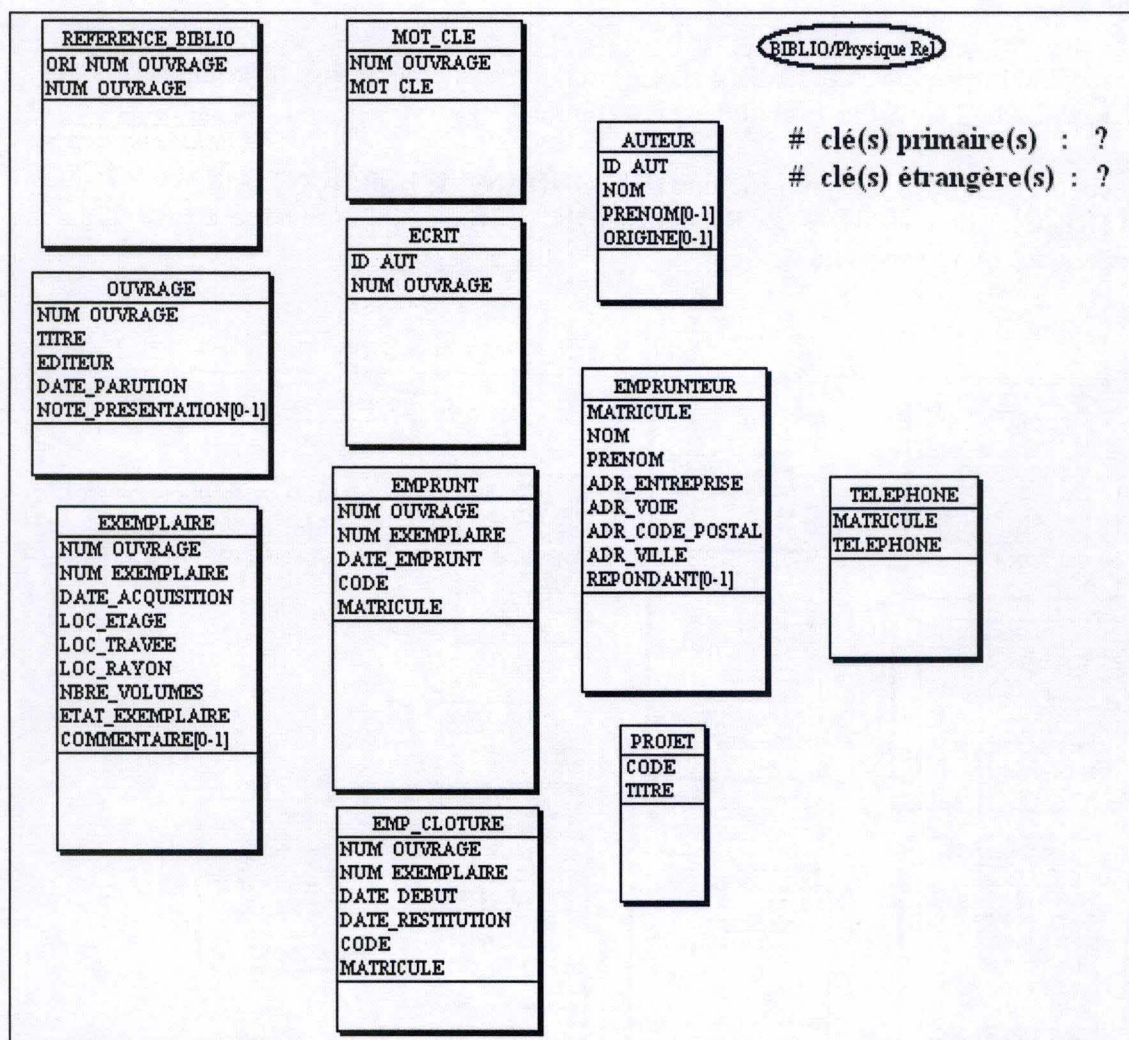 REFERENCE_BIBLIO
ORI NUM OUVRAGE
NUM OUVRAGE
MOT_CLE
NUM OUVRAGE
MOT CLE
BIBLIO/Physique Rel
# clé(s) primaire(s) : ?
# clé(s) étrangère(s) : ?
AUTEUR
ID AUT
NOM
PRENOM[0-1]
ORIGINE[0-1]
ECRIT
ID AUT
NUM OUVRAGE
OUVRAGE
NUM OUVRAGE
TITRE
EDITEUR
DATE_PARUTION
NOTE_PRESENTATION[0-1]
EMPRUNTEUR
MATRICULE
NOM
PRENOM
ADR_ENTREPRISE
ADR_VOIE
ADR_CODE_POSTAL
ADR_VILLE
REPONDANT[0-1]
EMPRUNT
NUM OUVRAGE
NUM EXEMPLAIRE
DATE_EMPRUNT
CODE
MATRICULE
TELEPHONE
MATRICULE
TELEPHONE
EXEMPLAIRE
NUM OUVRAGE
NUM EXEMPLAIRE
DATE_ACQUISITION
LOC_ETAGE
LOC_TRAVEE
LOC_RAYON
NBRE_VOLUMES
ETAT_EXEMPLAIRE
COMMENTAIRE[0-1]
PROJET
CODE
TITRE
EMP_CLOTURE
NUM OUVRAGE
NUM EXEMPLAIRE
DATE DEBUT
DATE_RESTITUTION
CODE
MATRICULE